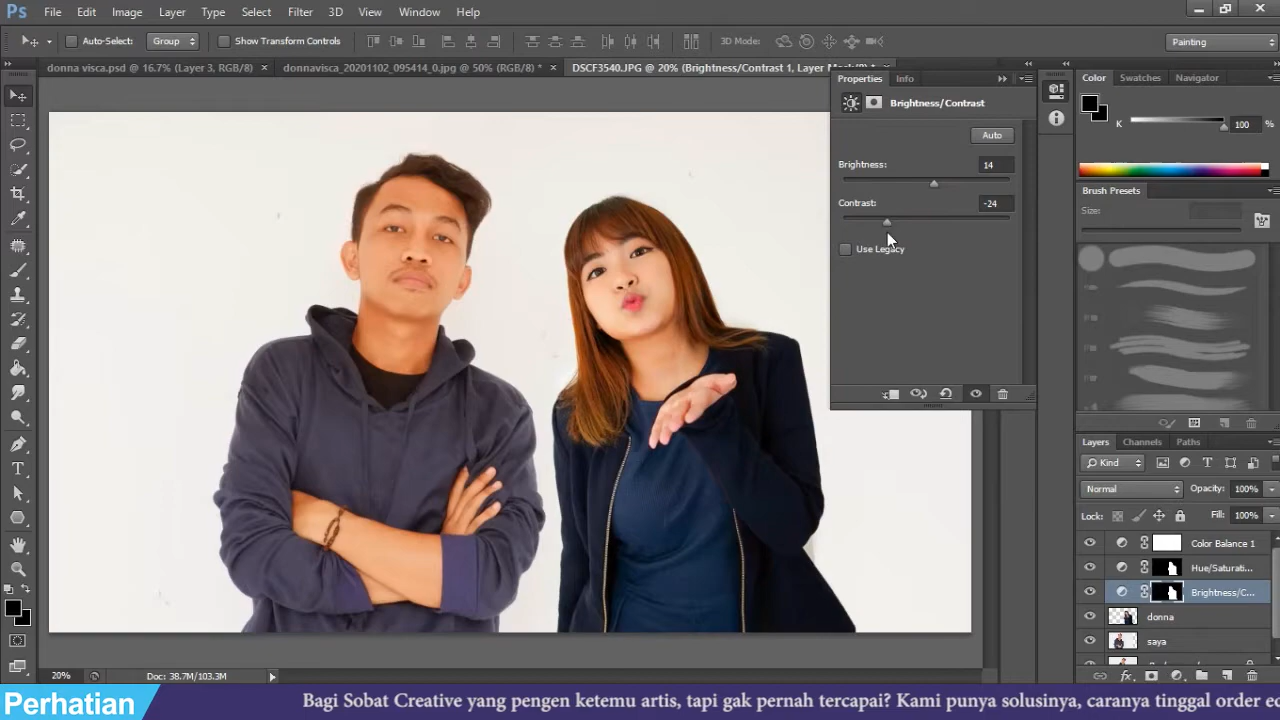 Ps File Edit Image Layer Type Select Filter 3D View Window Help
Auto-Select: Group Show Transform Controls 3D Mode: Painting
donna visca.psd @ 16.7% (Layer 3, RGB/8) × donnavisca_20201102_095414_0.jpg @ 50% (RGB/8) * × DSCF3540.JPG @ 20% (Brightness/Contrast 1, Layer Mask/8) *
Properties Info
Brightness/Contrast
Auto
Brightness: 14
Contrast: -24
Use Legacy
Color Swatches Navigator
K 100 %
Brush Presets
Size:
Layers Channels Paths
Kind
Normal Opacity: 100%
Lock: Fill: 100%
Color Balance 1
Hue/Saturati...
Brightness/C...
donna
saya
20% Doc: 38.7M/103.3M
Perhatian Bagi Sobat Creative yang pengen ketemu artis, tapi gak pernah tercapai? Kami punya solusinya, caranya tinggal order